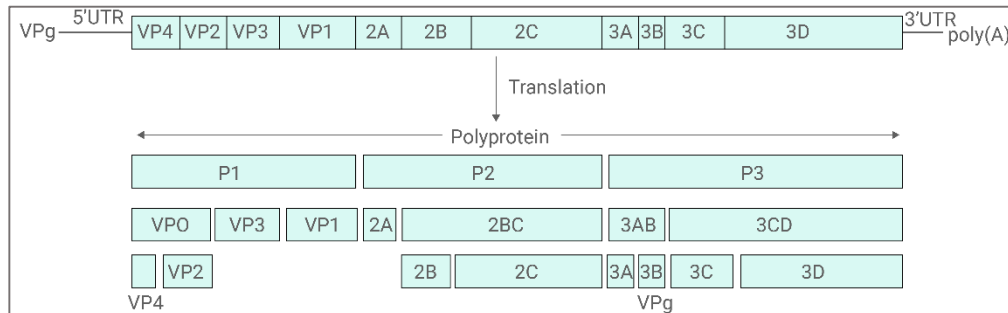 5'UTR 3'UTR
VPg VP4 VP2 VP3 VP1 2A 2B 2C 3A 3B 3C 3D poly(A)
Translation
Polyprotein
P1 P2 P3
VP0 VP3 VP1 2A 2BC 3AB 3CD
VP2 2B 2C 3A 3B 3C 3D
VP4 VPg